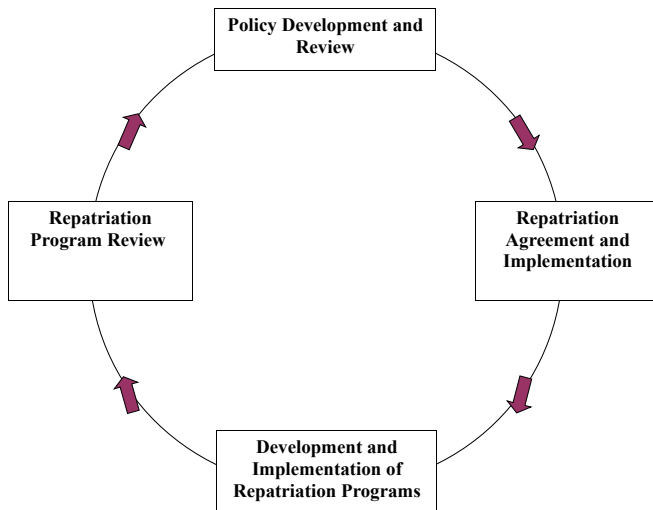 Policy Development and
Review
Repatriation
Program Review
Repatriation
Agreement and
Implementation
Development and
Implementation of
Repatriation Programs